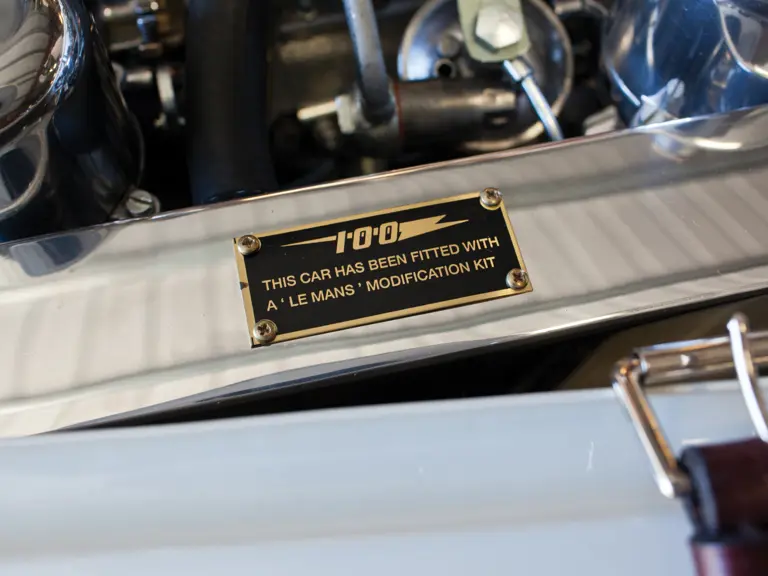 100
THIS CAR HAS BEEN FITTED WITH
A ' LE MANS ' MODIFICATION KIT